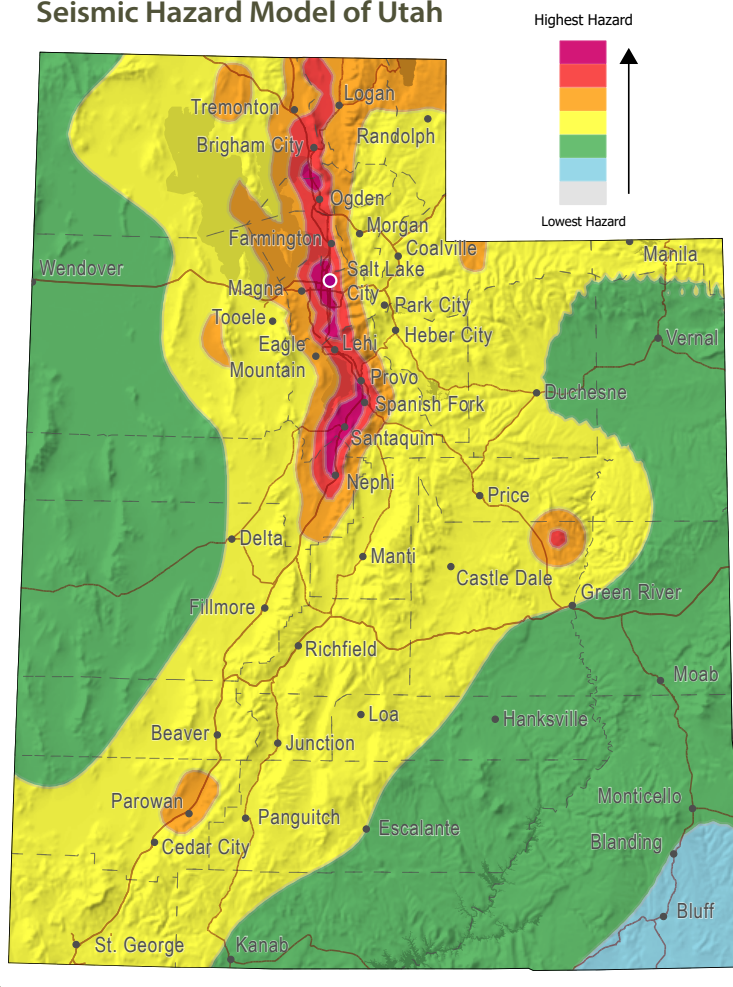 Seismic Hazard Model of Utah
Highest Hazard
Lowest Hazard
Logan
Tremonton
Randolph
Brigham City
Ogden
Morgan
Farmington
Coalville
Manila
Wendover
Salt Lake
City
Magna
Park City
Tooele
Heber City
Vernal
Eagle
Mountain
Lehi
Provo
Duchesne
Spanish Fork
Santaquin
Nephi
Price
Delta
Manti
Castle Dale
Green River
Fillmore
Richfield
Moab
Loa
Hanksville
Beaver
Junction
Parowan
Monticello
Panguitch
Escalante
Cedar City
Blanding
Bluff
St. George
Kanab